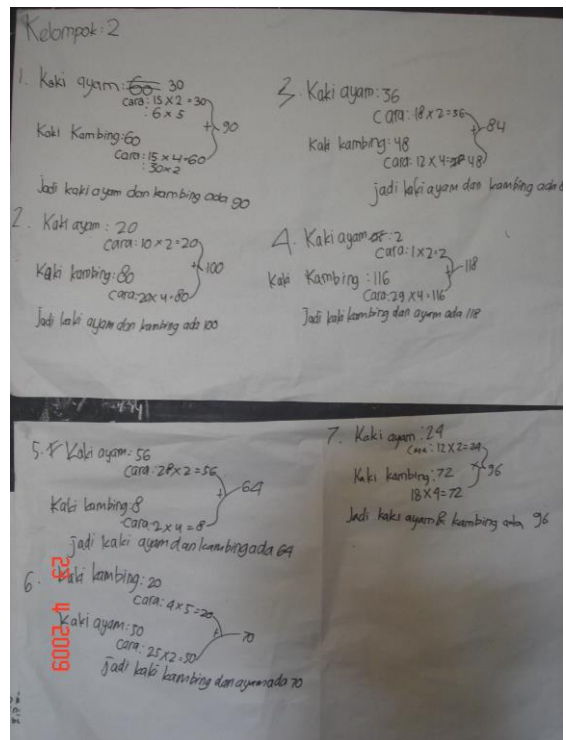 Kelompok: 2
1. Kaki ayam: 60 30
cara: 15 x 2 = 30
: 6 x 5
+ 90
Kaki Kambing: 60
cara: 15 x 4 = 60
: 30 x 2
Jadi kaki ayam dan kambing ada 90
2. Kaki ayam: 20
cara: 10 x 2 = 20
+ 100
Kaki kambing: 80
cara: 20 x 4 = 80
Jadi kaki ayam dan kambing ada 100
3. Kaki ayam: 36
cara: 18 x 2 = 36
+ 84
Kaki kambing: 48
cara: 12 x 4 = 48
jadi kaki ayam dan kambing ada
4. Kaki ayam : 2
cara: 1 x 2 = 2
+ 118
Kaki Kambing: 116
cara: 29 x 4 = 116
Jadi kaki kambing dan ayam ada 118
5. Kaki ayam: 56
cara: 28 x 2 = 56
+ 64
Kaki kambing: 8
cara: 2 x 4 = 8
jadi kaki ayam dan kambing ada 64
6. Kaki kambing: 20
cara: 4 x 5 = 20
+ 70
Kaki ayam: 50
cara: 25 x 2 = 50
jadi kaki kambing dan ayam ada 70
7. Kaki ayam: 24
cara: 12 x 2 = 24
+ 96
Kaki kambing: 72
18 x 4 = 72
Jadi kaki ayam & kambing ada 96
23 4 2009